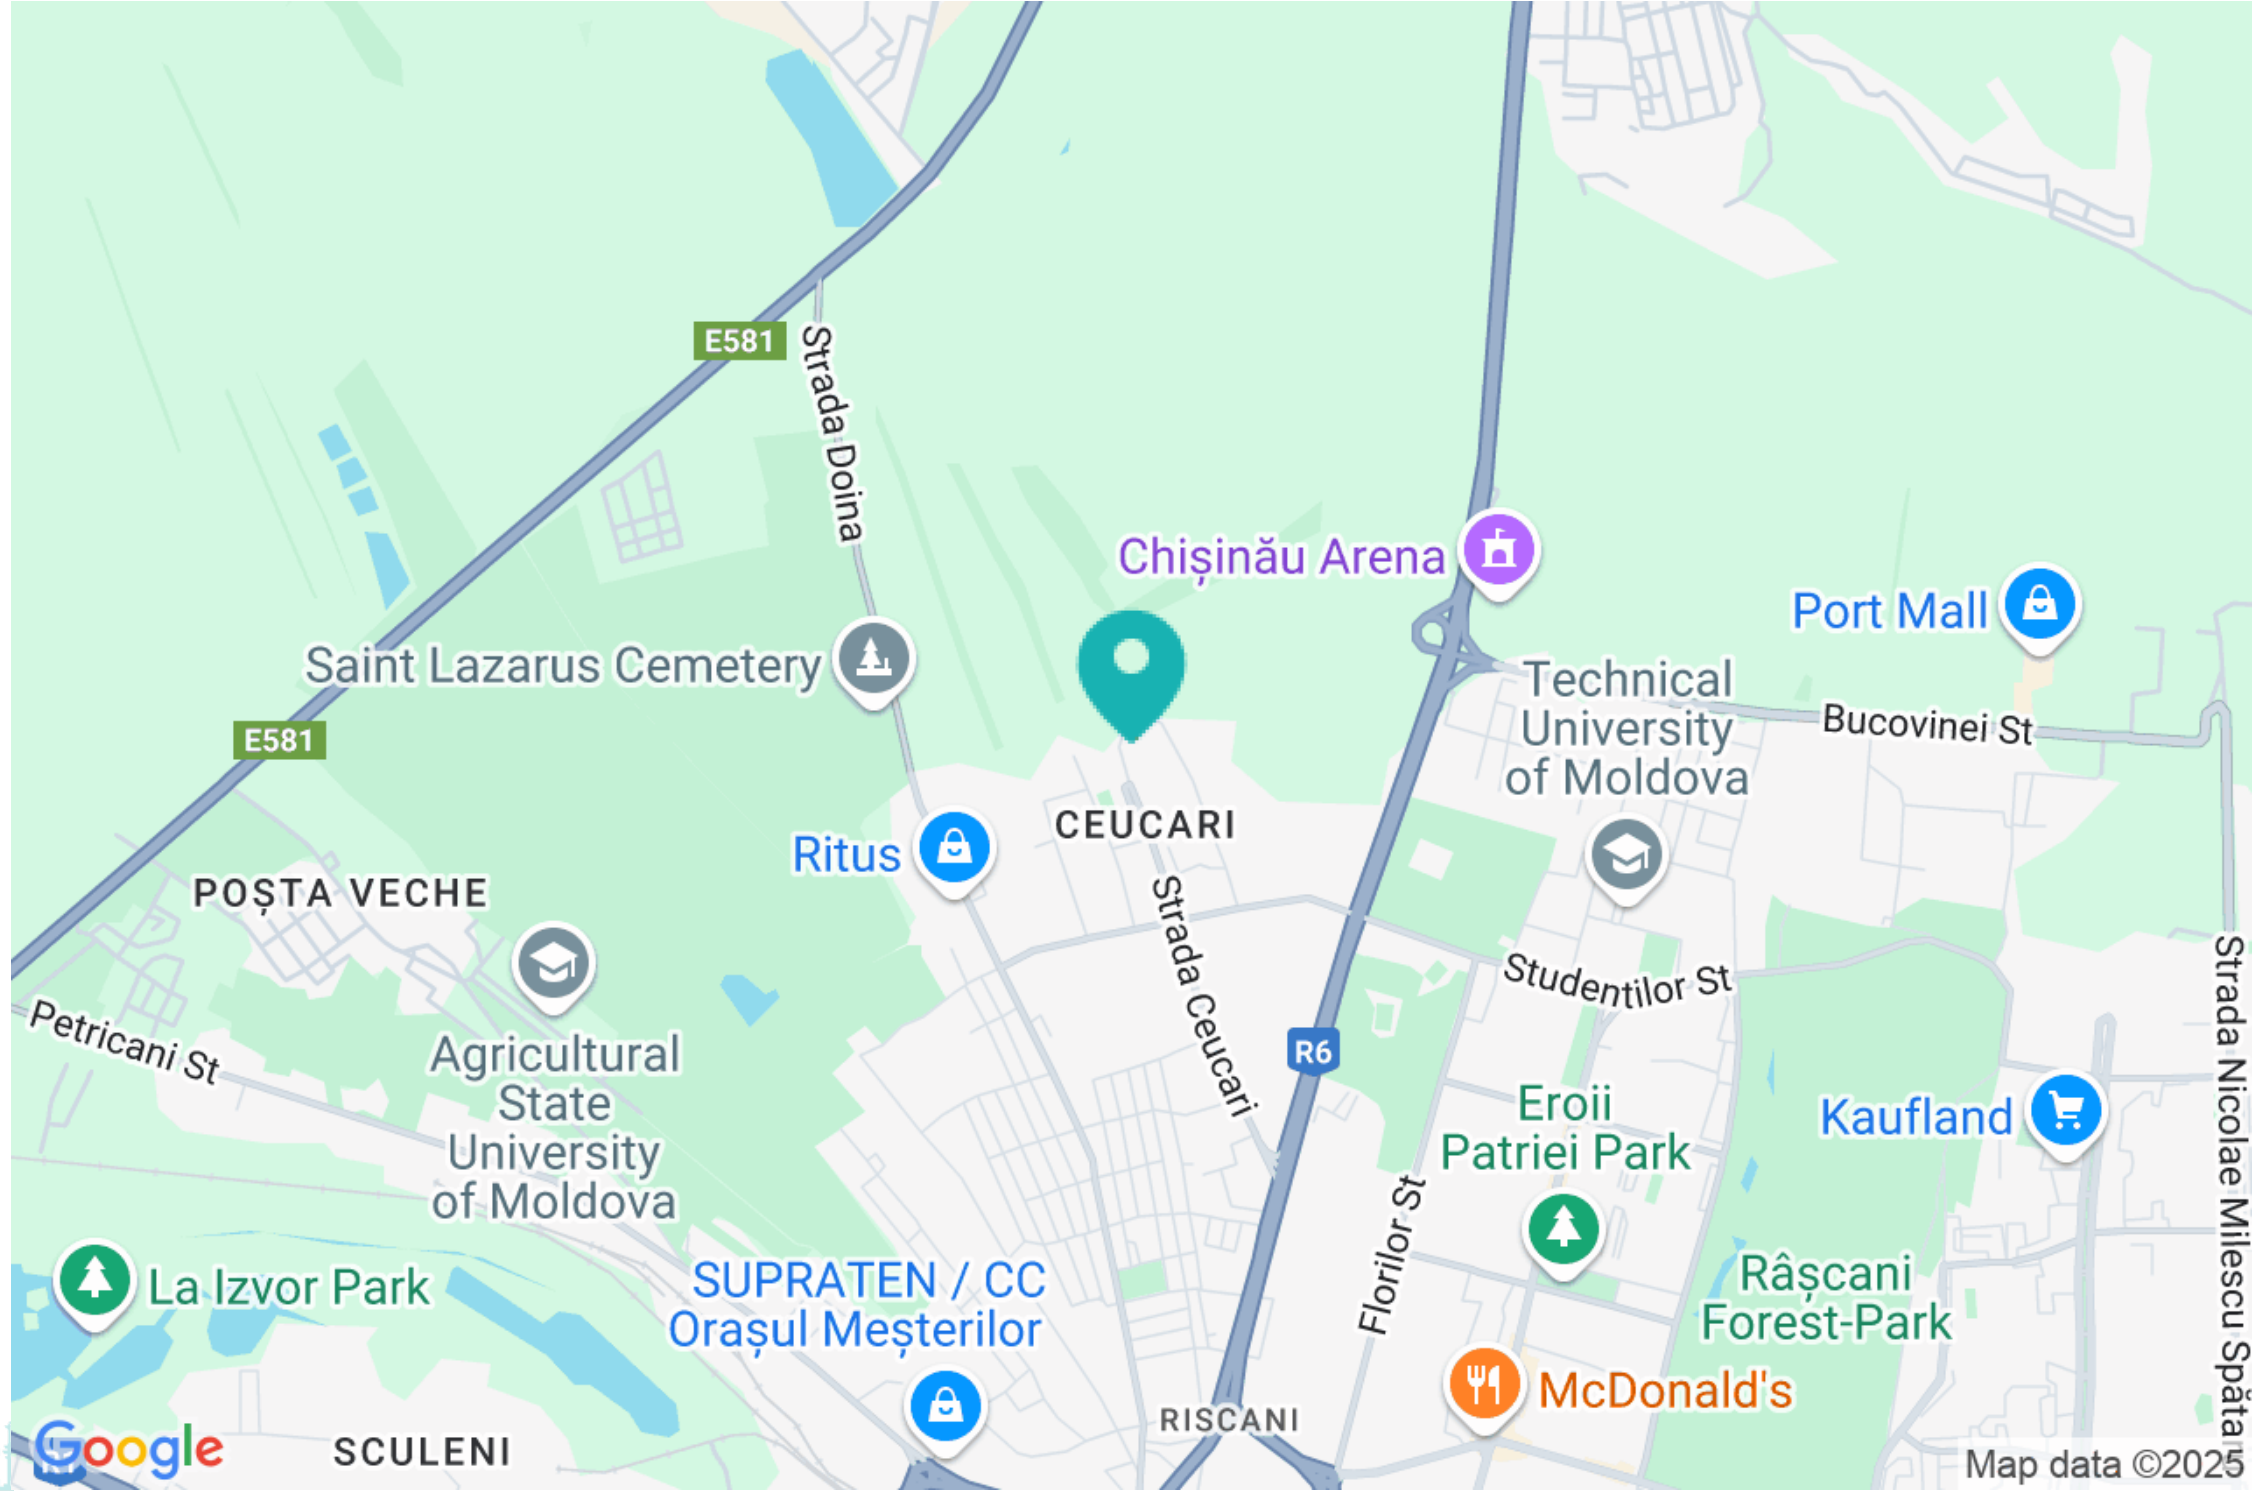 E581
Strada Doina
Chișinău Arena
Port Mall
Saint Lazarus Cemetery
Technical
University
of Moldova
Bucovinei St
E581
CEUCARI
Ritus
POȘTA VECHE
Strada Ceucari
Studentilor St
Strada Nicolae Milescu Spăta
Petricani St
Agricultural
State
University
of Moldova
R6
Eroii
Patriei Park
Kaufland
Florilor St
La Izvor Park
SUPRATEN / CC
Orașul Meșterilor
Râșcani
Forest-Park
McDonald's
RISCANI
Google
SCULENI
Map data ©2025